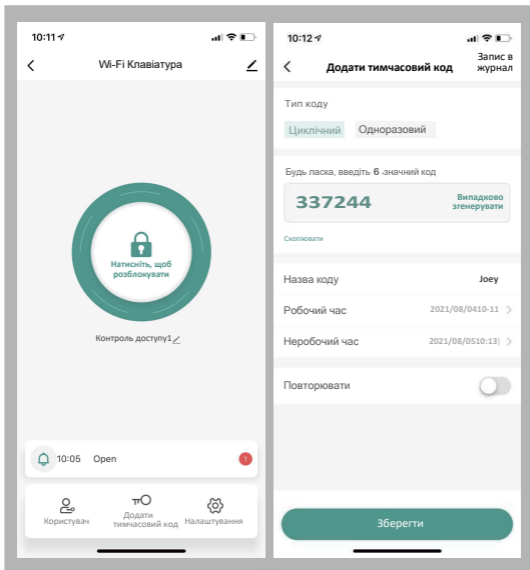 10:11
Wi-Fi Клавіатура
Натисніть, щоб
розблокувати
Контроль доступу1
10:05 Open
1
Користувач
Додати
тимчасовий код
Налаштування
10:12
Додати тимчасовий код
Запис в
журнал
Тип коду
Циклічний Одноразовий
Будь ласка, введіть 6 -значний код
337244
Випадково
згенерувати
Скопіювати
Назва коду Joey
Робочий час 2021/08/0410-11
Неробочий час 2021/08/0510:13)
Повторювати
Зберегти